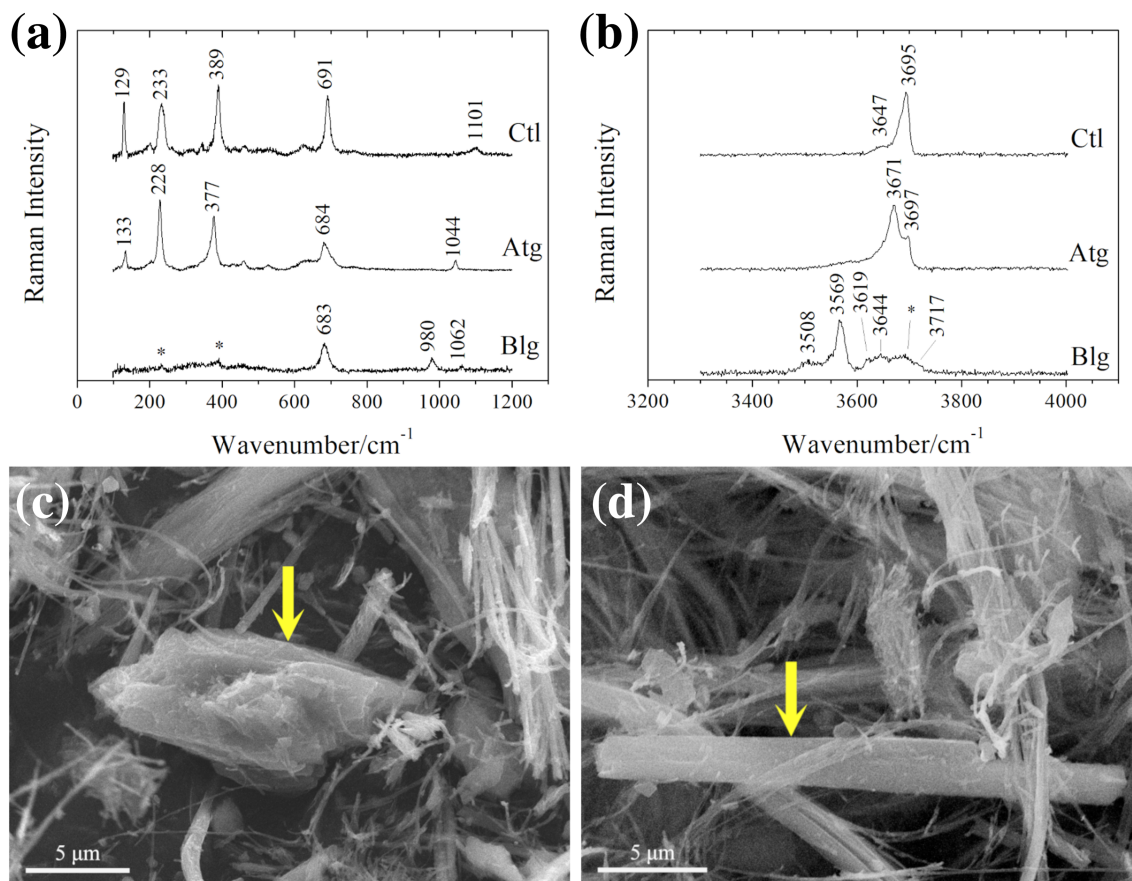 (a)
Raman Intensity
129
233
389
691
1101
Ctl
133
228
377
684
1044
Atg
*
*
683
980
1062
Blg
0 200 400 600 800 1000 1200
Wavenumber/cm-1
(b)
Raman Intensity
3647
3695
Ctl
3671
3697
Atg
3508
3569
3619
3644
*
3717
Blg
3200 3400 3600 3800 4000
Wavenumber/cm-1
(c)
5 μm
(d)
5 μm